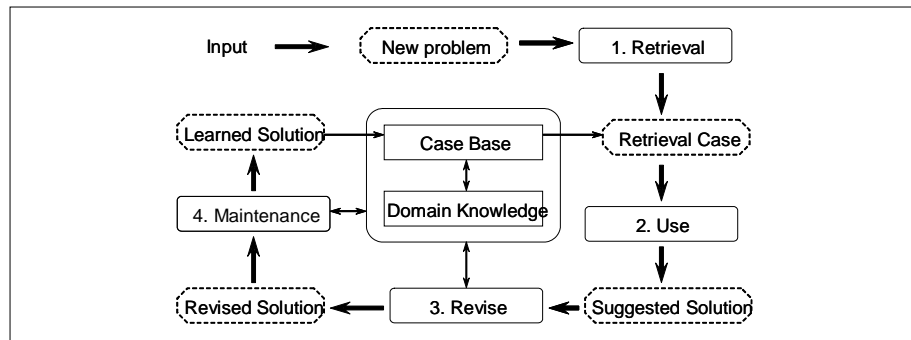 Input
New problem
1. Retrieval
Learned Solution
Case Base
Retrieval Case
4. Maintenance
Domain Knowledge
2. Use
Revised Solution
3. Revise
Suggested Solution